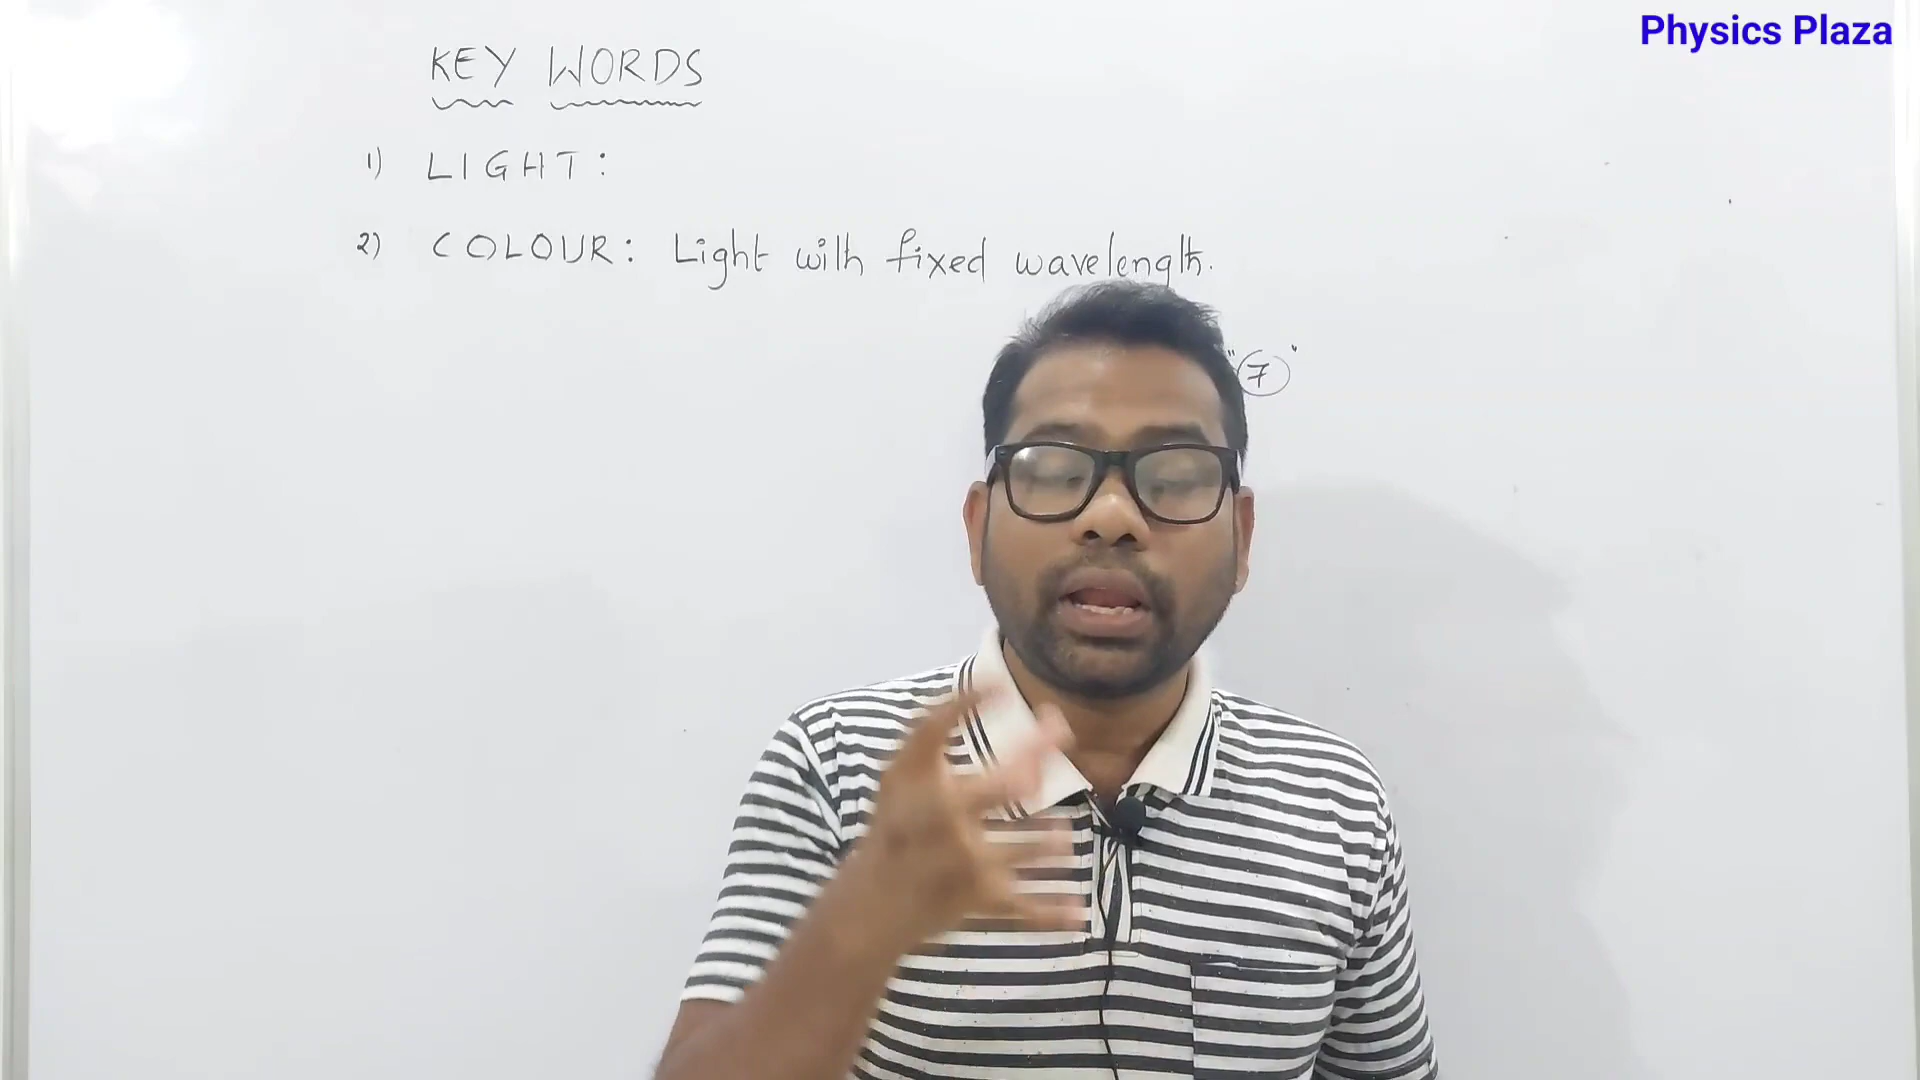 Physics Plaza
KEY WORDS
1) LIGHT:
2) COLOUR: Light with fixed wavelength.
"7"